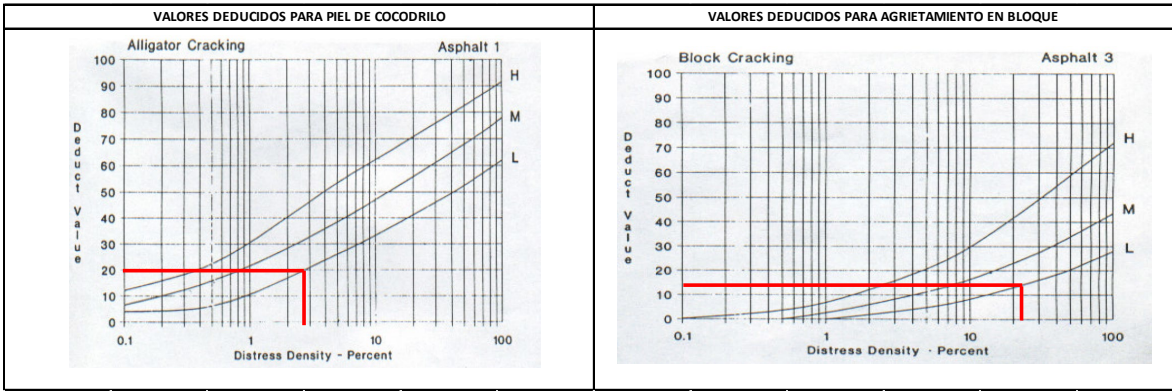 VALORES DEDUCIDOS PARA PIEL DE COCODRILO
Alligator Cracking
Asphalt 1
100
90
80
70
60
50
40
30
20
10
0
Deduct Value
H
M
L
0.1
1
10
100
Distress Density - Percent
VALORES DEDUCIDOS PARA AGRIETAMIENTO EN BLOQUE
Block Cracking
Asphalt 3
100
90
80
70
60
50
40
30
20
10
0
Deduct Value
H
M
L
0.1
1
10
100
Distress Density - Percent